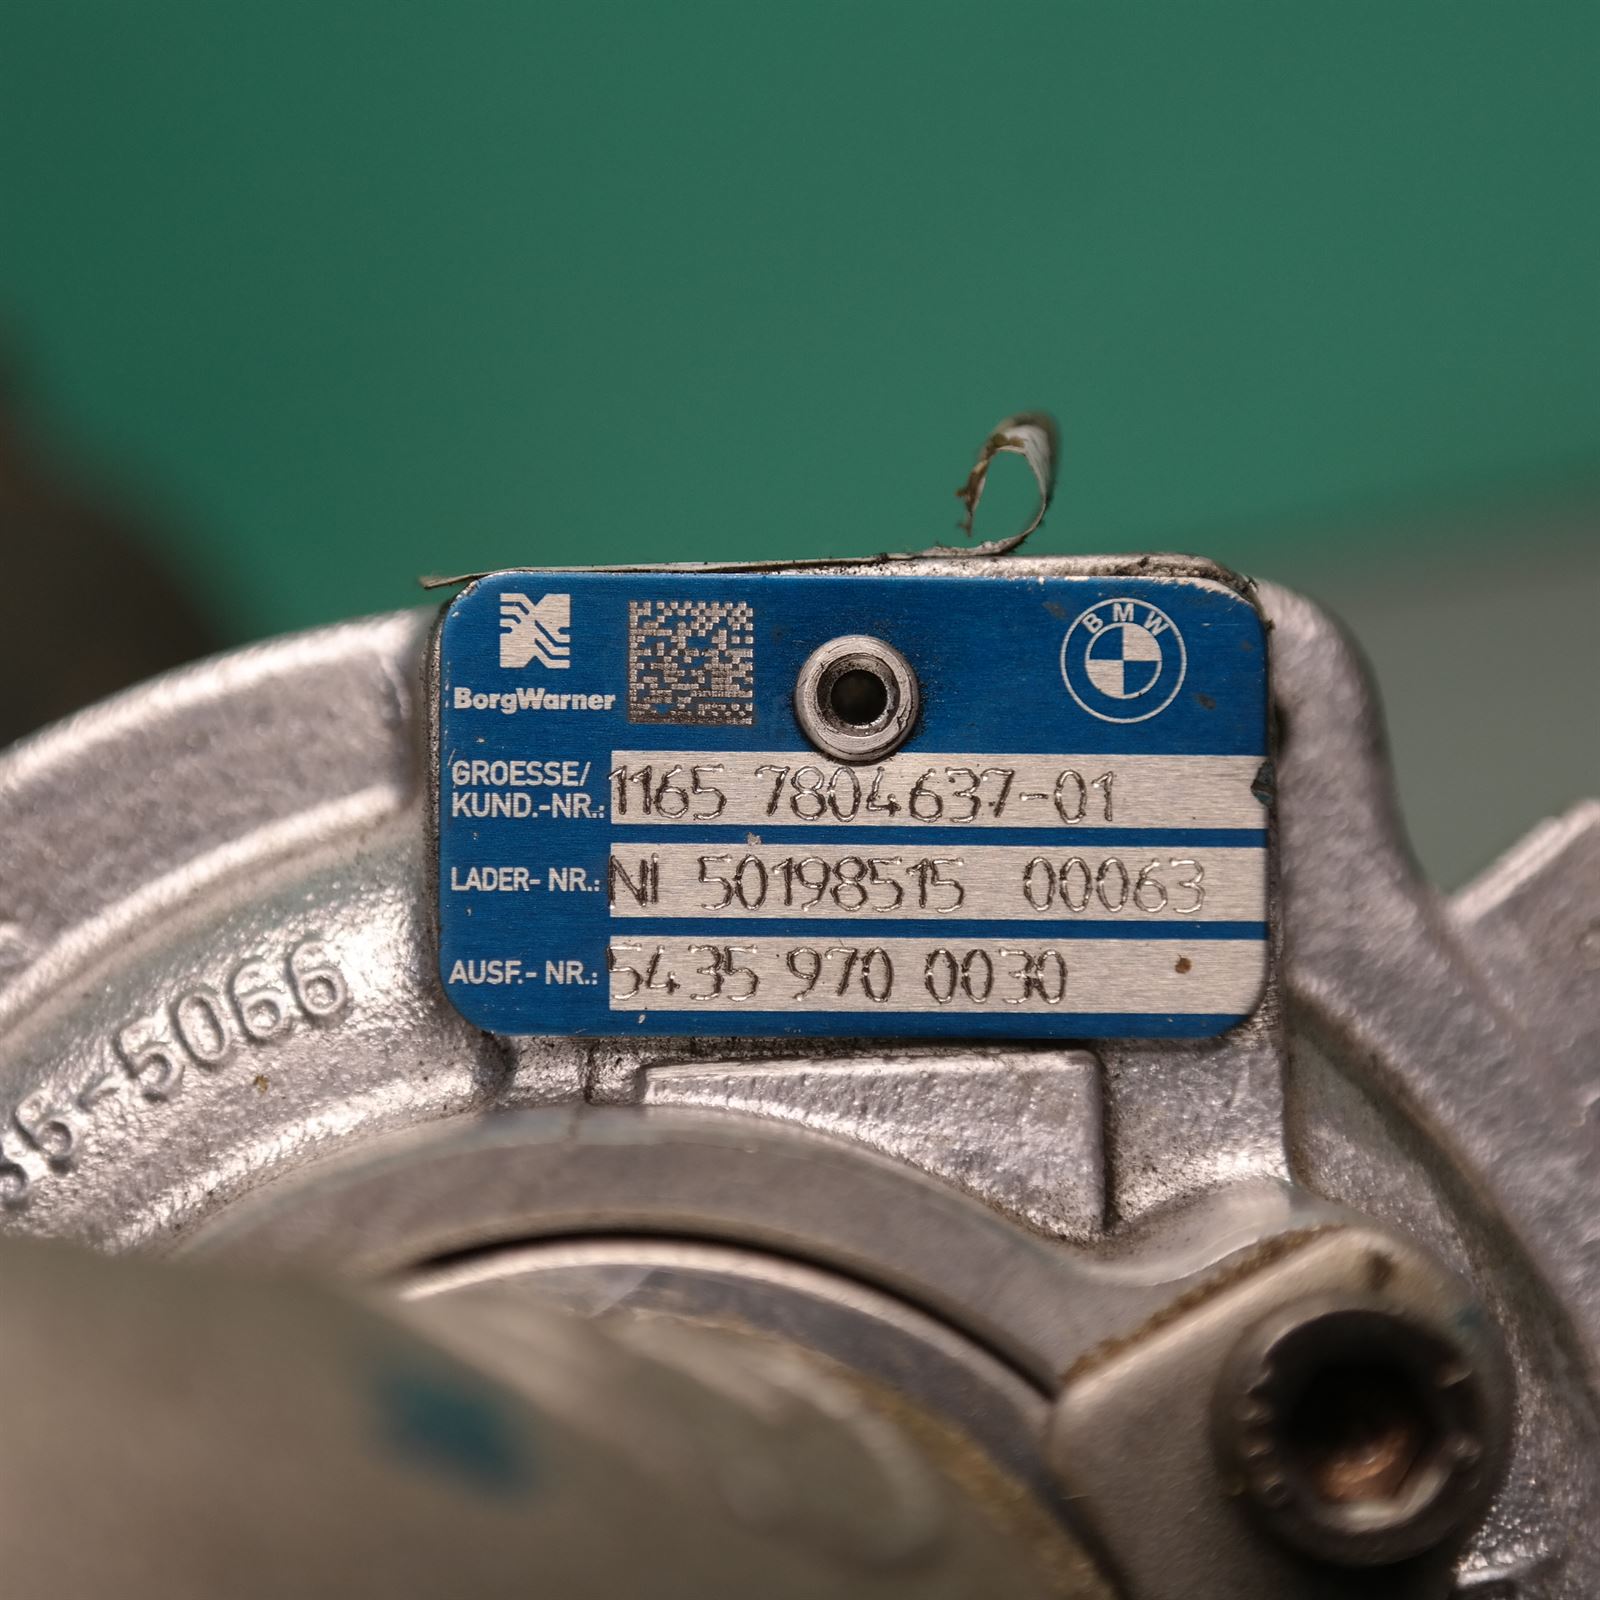 BorgWarner
BMW
GROESSE/
KUND.-NR.: 1165 7804637-01
LADER- NR.: NI 50198515 00063
AUSF.- NR.: 5435 970 0030
-5066